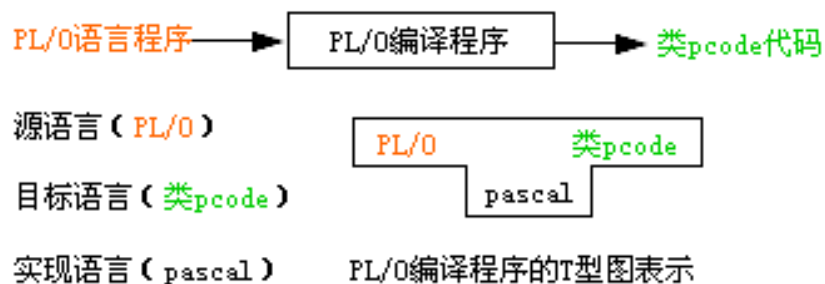 PL/0语言程序 PL/0编译程序 类pcode代码
源语言(PL/0)
PL/0 类pcode
目标语言(类pcode)
pascal
实现语言(pascal) PL/0编译程序的T型图表示